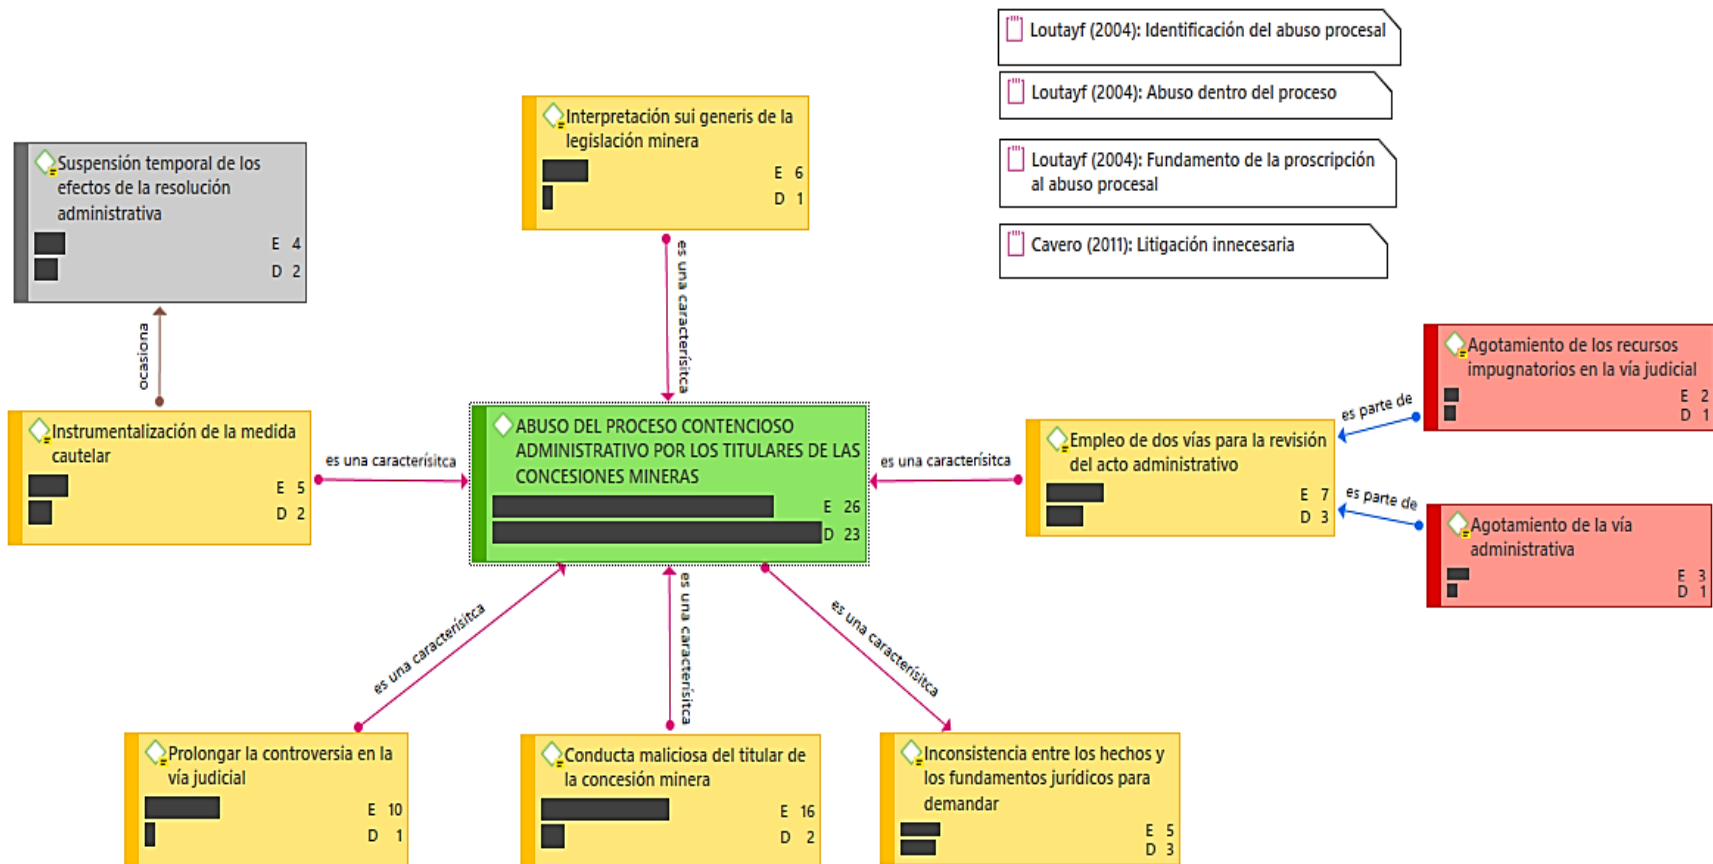 Loutayf (2004): Identificación del abuso procesal
Loutayf (2004): Abuso dentro del proceso
Loutayf (2004): Fundamento de la proscripción
al abuso procesal
Cavero (2011): Litigación innecesaria
Interpretación sui generis de la
legislación minera
E 6
D 1
Suspensión temporal de los
efectos de la resolución
administrativa
E 4
D 2
es una caracterísitca
ocasiona
Agotamiento de los recursos
impugnatorios en la vía judicial
E 2
D 1
es parte de
Instrumentalización de la medida
cautelar
E 5
D 2
es una caracterísitca
ABUSO DEL PROCESO CONTENCIOSO
ADMINISTRATIVO POR LOS TITULARES DE LAS
CONCESIONES MINERAS
E 26
D 23
es una caracterísitca
Empleo de dos vías para la revisión
del acto administrativo
E 7
D 3
es parte de
Agotamiento de la vía
administrativa
E 3
D 1
es una caracterísitca
es una caracterísitca
es una caracterísitca
Prolongar la controversia en la
vía judicial
E 10
D 1
Conducta maliciosa del titular de
la concesión minera
E 16
D 2
Inconsistencia entre los hechos y
los fundamentos jurídicos para
demandar
E 5
D 3